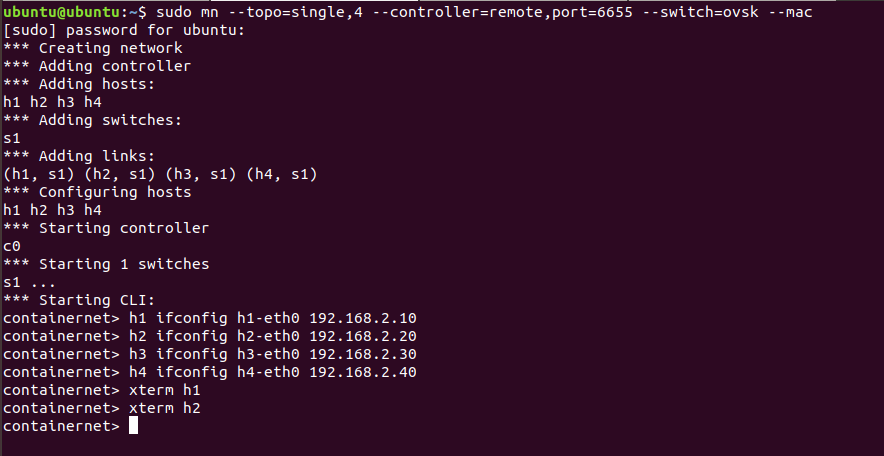 ubuntu@ubuntu:~$ sudo mn --topo=single,4 --controller=remote,port=6655 --switch=ovsk --mac
[sudo] password for ubuntu:
*** Creating network
*** Adding controller
*** Adding hosts:
h1 h2 h3 h4
*** Adding switches:
s1
*** Adding links:
(h1, s1) (h2, s1) (h3, s1) (h4, s1)
*** Configuring hosts
h1 h2 h3 h4
*** Starting controller
c0
*** Starting 1 switches
s1 ...
*** Starting CLI:
containernet> h1 ifconfig h1-eth0 192.168.2.10
containernet> h2 ifconfig h2-eth0 192.168.2.20
containernet> h3 ifconfig h3-eth0 192.168.2.30
containernet> h4 ifconfig h4-eth0 192.168.2.40
containernet> xterm h1
containernet> xterm h2
containernet>